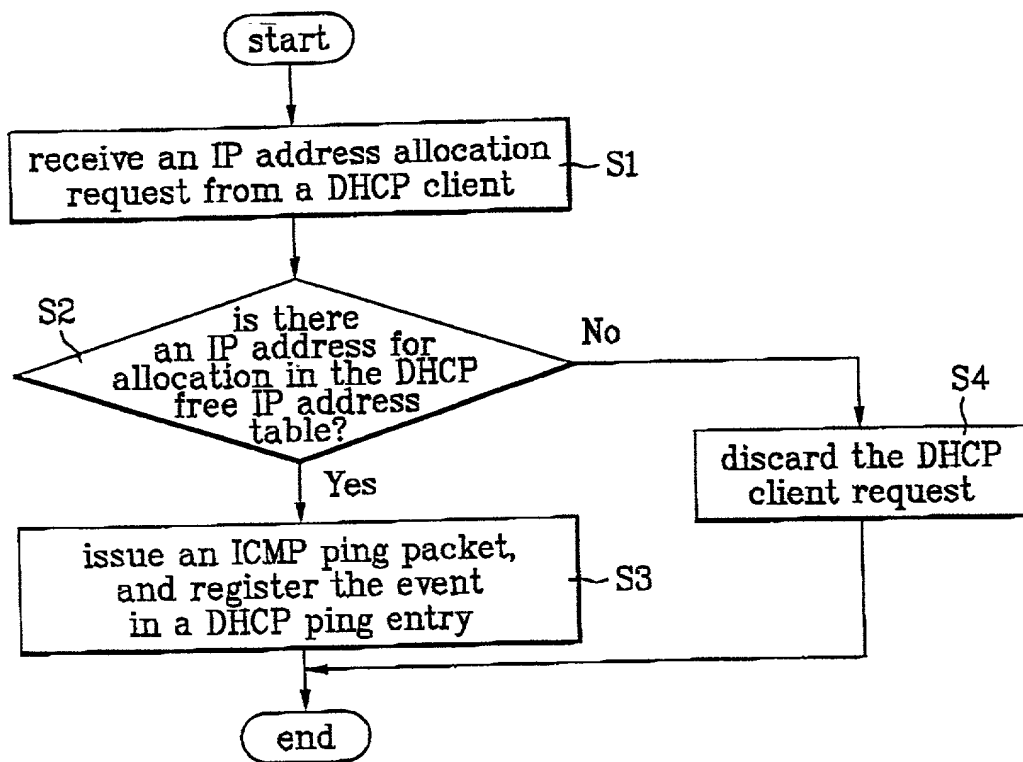 start
receive an IP address allocation
request from a DHCP client
S1
S2
is there
an IP address for
allocation in the DHCP
free IP address
table?
No
Yes
S4
discard the DHCP
client request
issue an ICMP ping packet,
and register the event
in a DHCP ping entry
S3
end